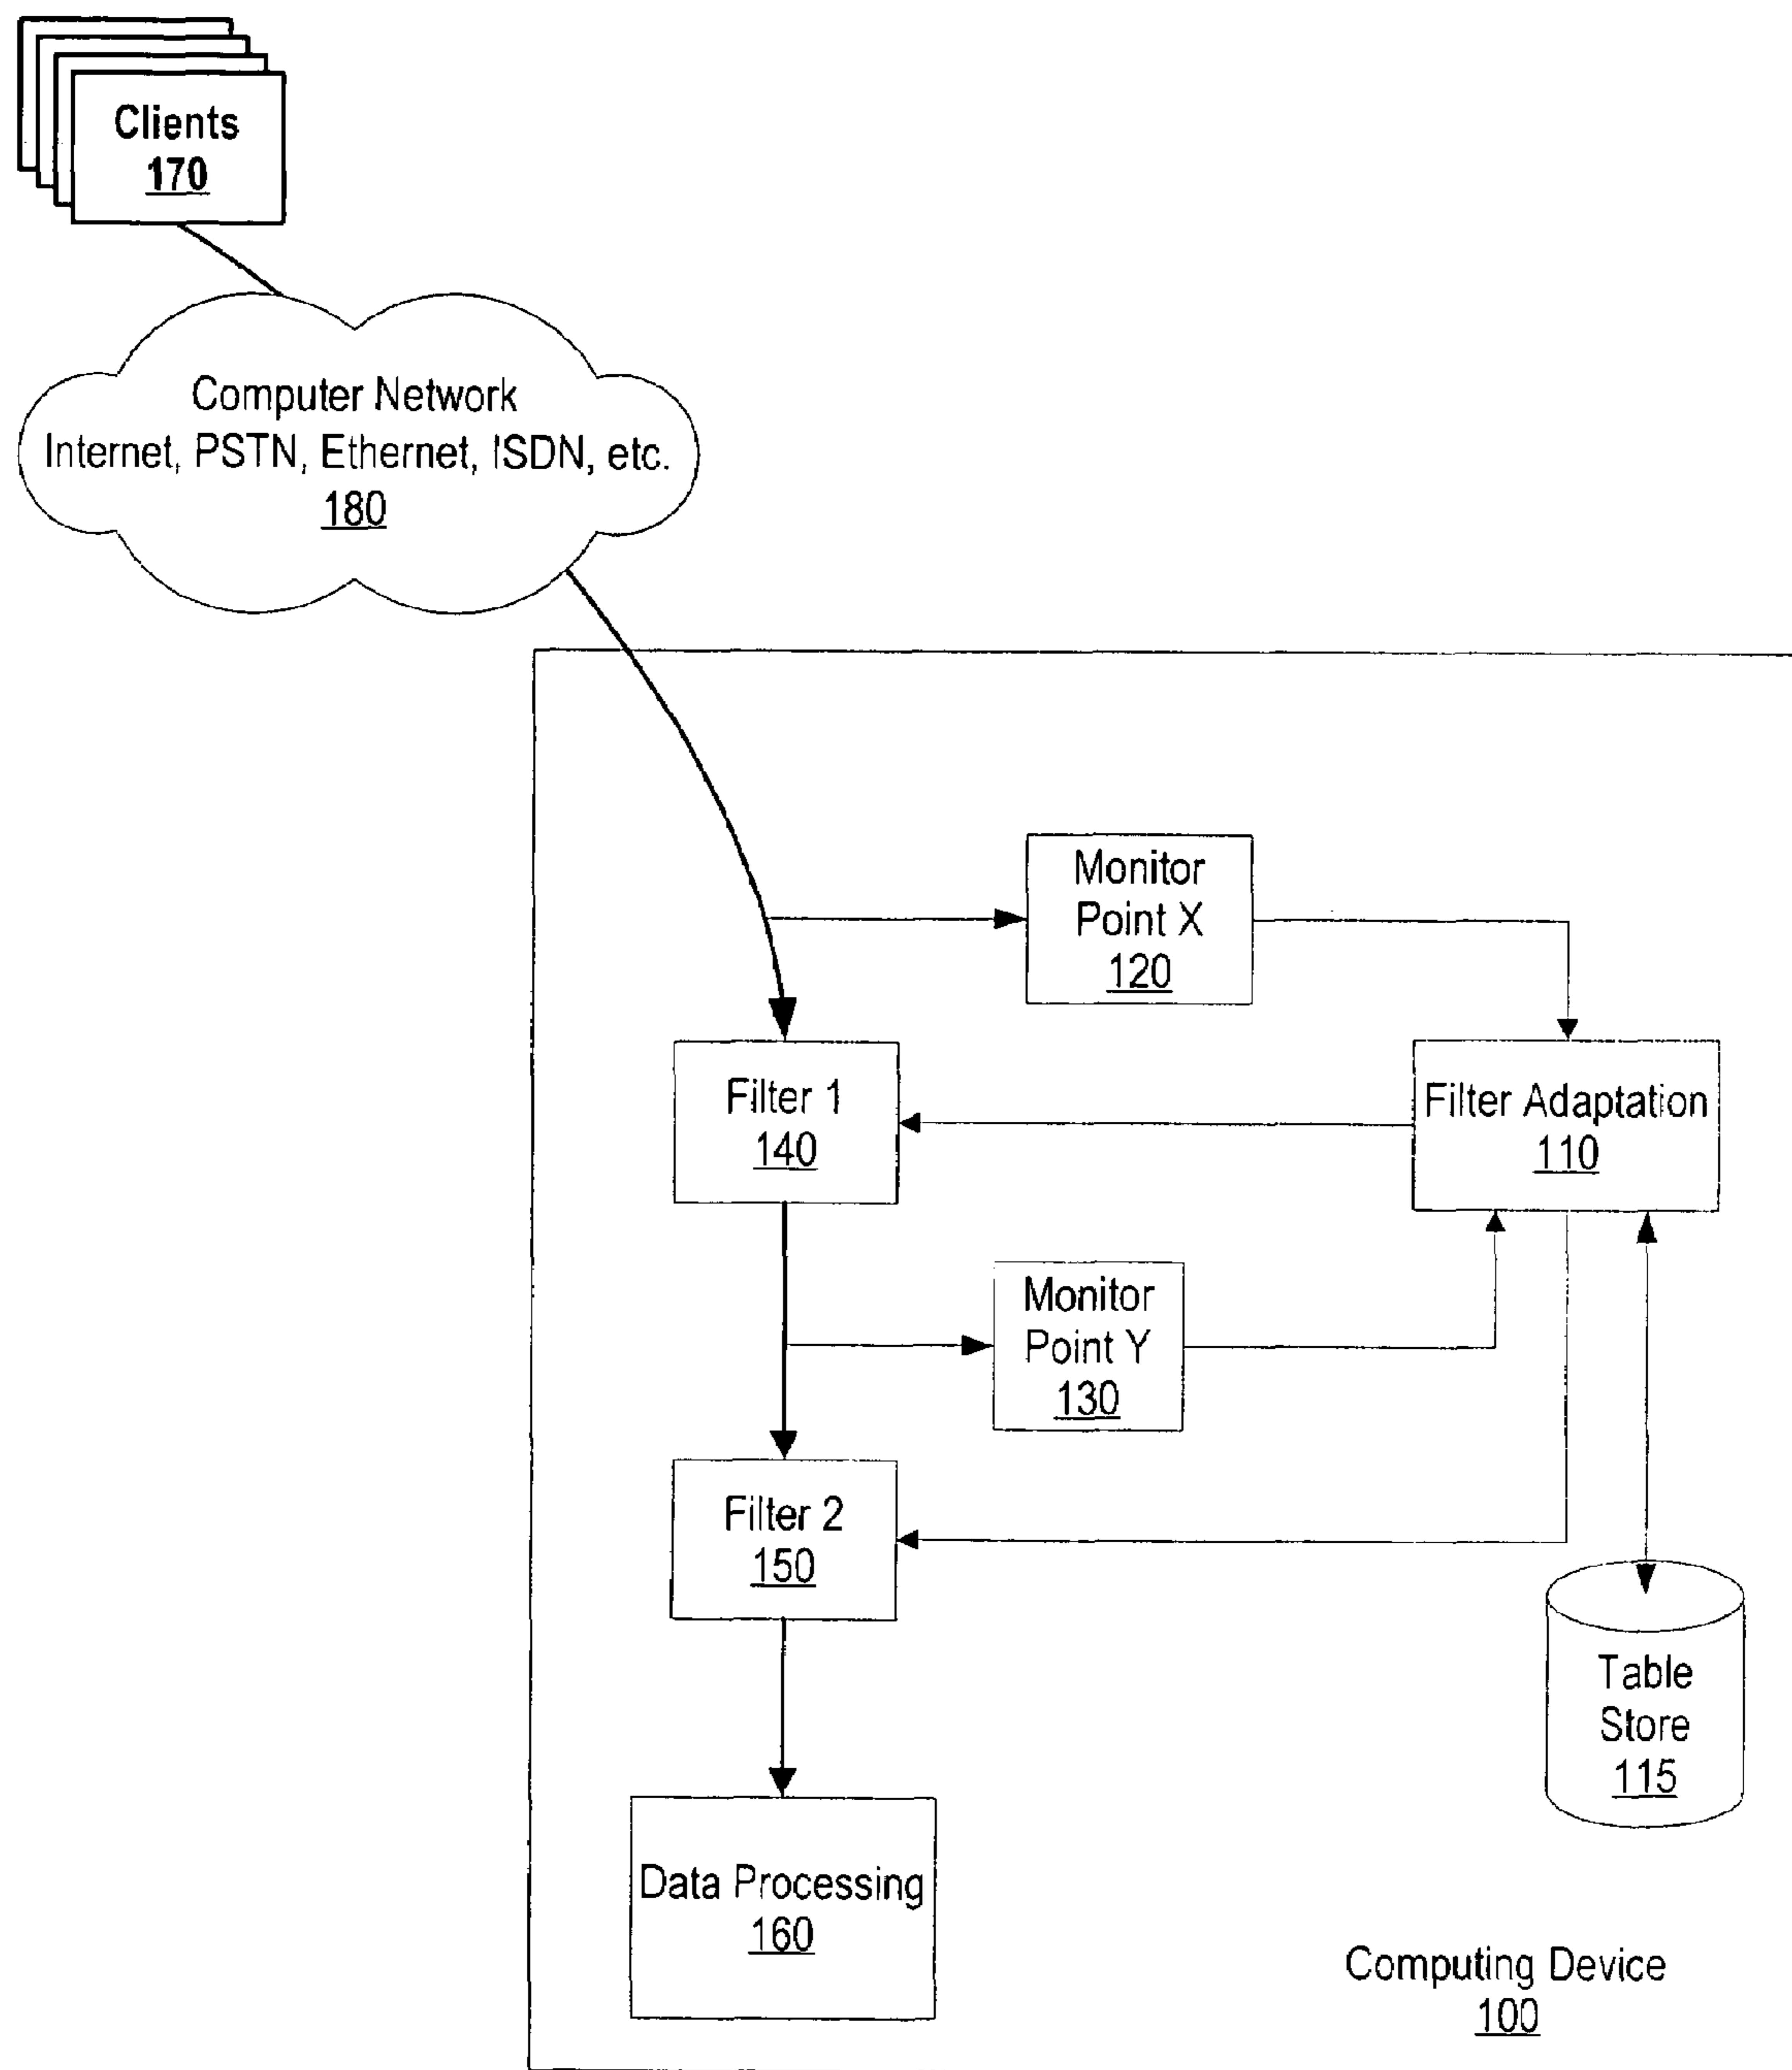 Clients
170
Computer Network
Internet, PSTN, Ethernet, ISDN, etc.
180
Monitor
Point X
120
Filter 1
140
Filter Adaptation
110
Monitor
Point Y
130
Filter 2
150
Table
Store
115
Data Processing
160
Computing Device
100